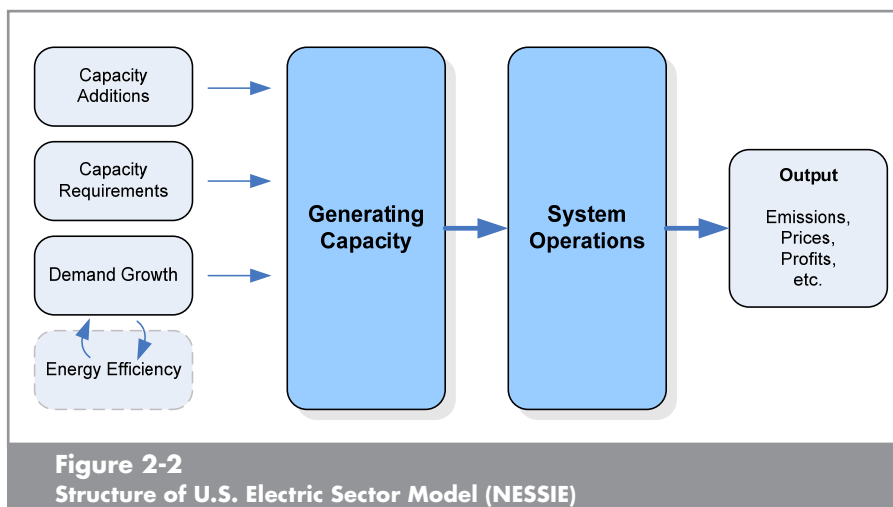 Capacity
Additions
Capacity
Requirements
Demand Growth
Energy Efficiency
Generating
Capacity
System
Operations
Output
Emissions,
Prices,
Profits,
etc.
Figure 2-2
Structure of U.S. Electric Sector Model (NESSIE)